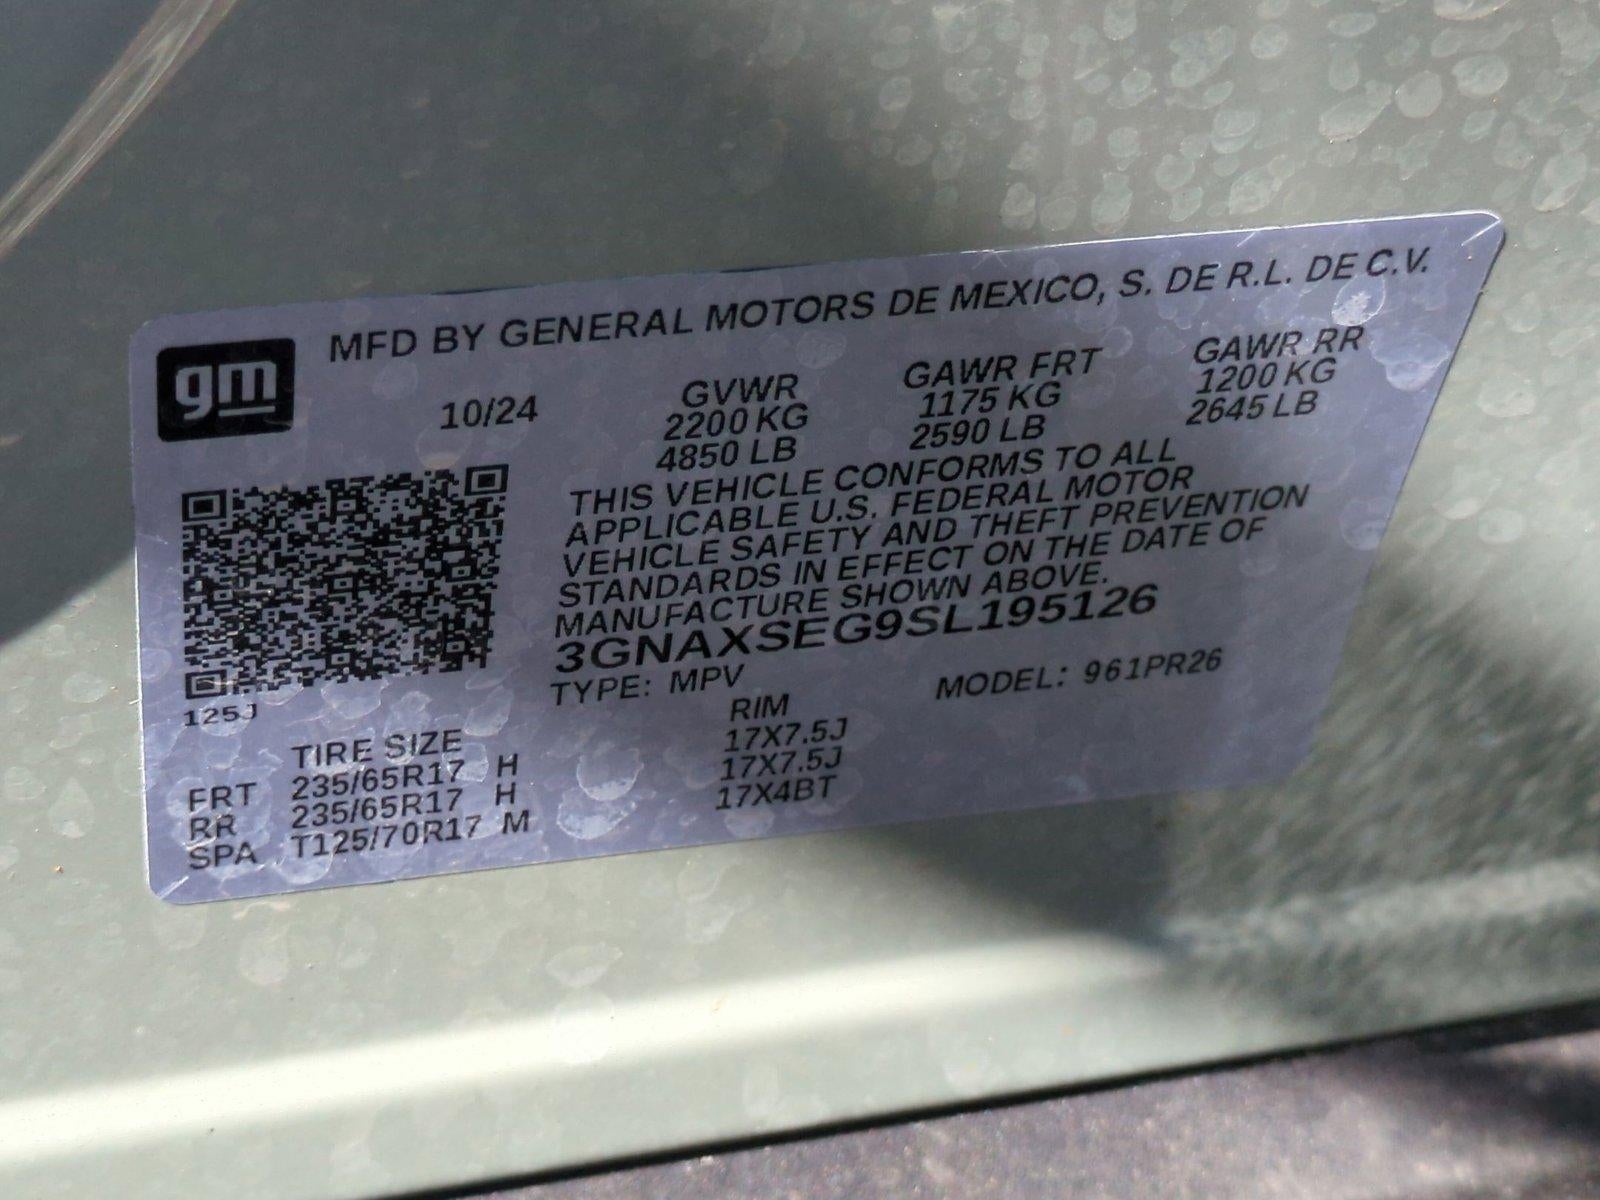 MFD BY GENERAL MOTORS DE MEXICO, S. DE R.L. DE C.V.
gm
10/24
GVWR GAWR FRT GAWR RR
2200 KG 1175 KG 1200 KG
4850 LB 2590 LB 2645 LB
THIS VEHICLE CONFORMS TO ALL
APPLICABLE U.S. FEDERAL MOTOR
VEHICLE SAFETY AND THEFT PREVENTION
STANDARDS IN EFFECT ON THE DATE OF
MANUFACTURE SHOWN ABOVE.
3GNAXSEG9SL195126
TYPE: MPV MODEL: 961PR26
125J
TIRE SIZE RIM
FRT 235/65R17 H 17X7.5J
RR 235/65R17 H 17X7.5J
SPA T125/70R17 M 17X4BT